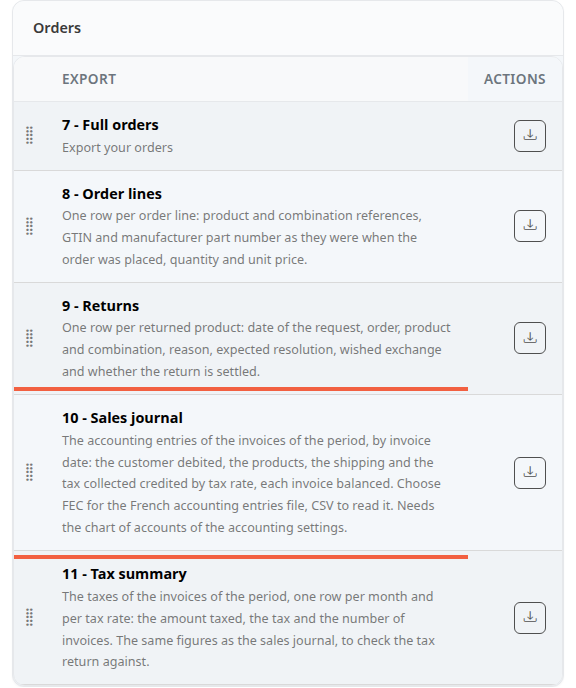 Orders
EXPORT ACTIONS
7 - Full orders
Export your orders
8 - Order lines
One row per order line: product and combination references,
GTIN and manufacturer part number as they were when the
order was placed, quantity and unit price.
9 - Returns
One row per returned product: date of the request, order, product
and combination, reason, expected resolution, wished exchange
and whether the return is settled.
10 - Sales journal
The accounting entries of the invoices of the period, by invoice
date: the customer debited, the products, the shipping and the
tax collected credited by tax rate, each invoice balanced. Choose
FEC for the French accounting entries file, CSV to read it. Needs
the chart of accounts of the accounting settings.
11 - Tax summary
The taxes of the invoices of the period, one row per month and
per tax rate: the amount taxed, the tax and the number of
invoices. The same figures as the sales journal, to check the tax
return against.